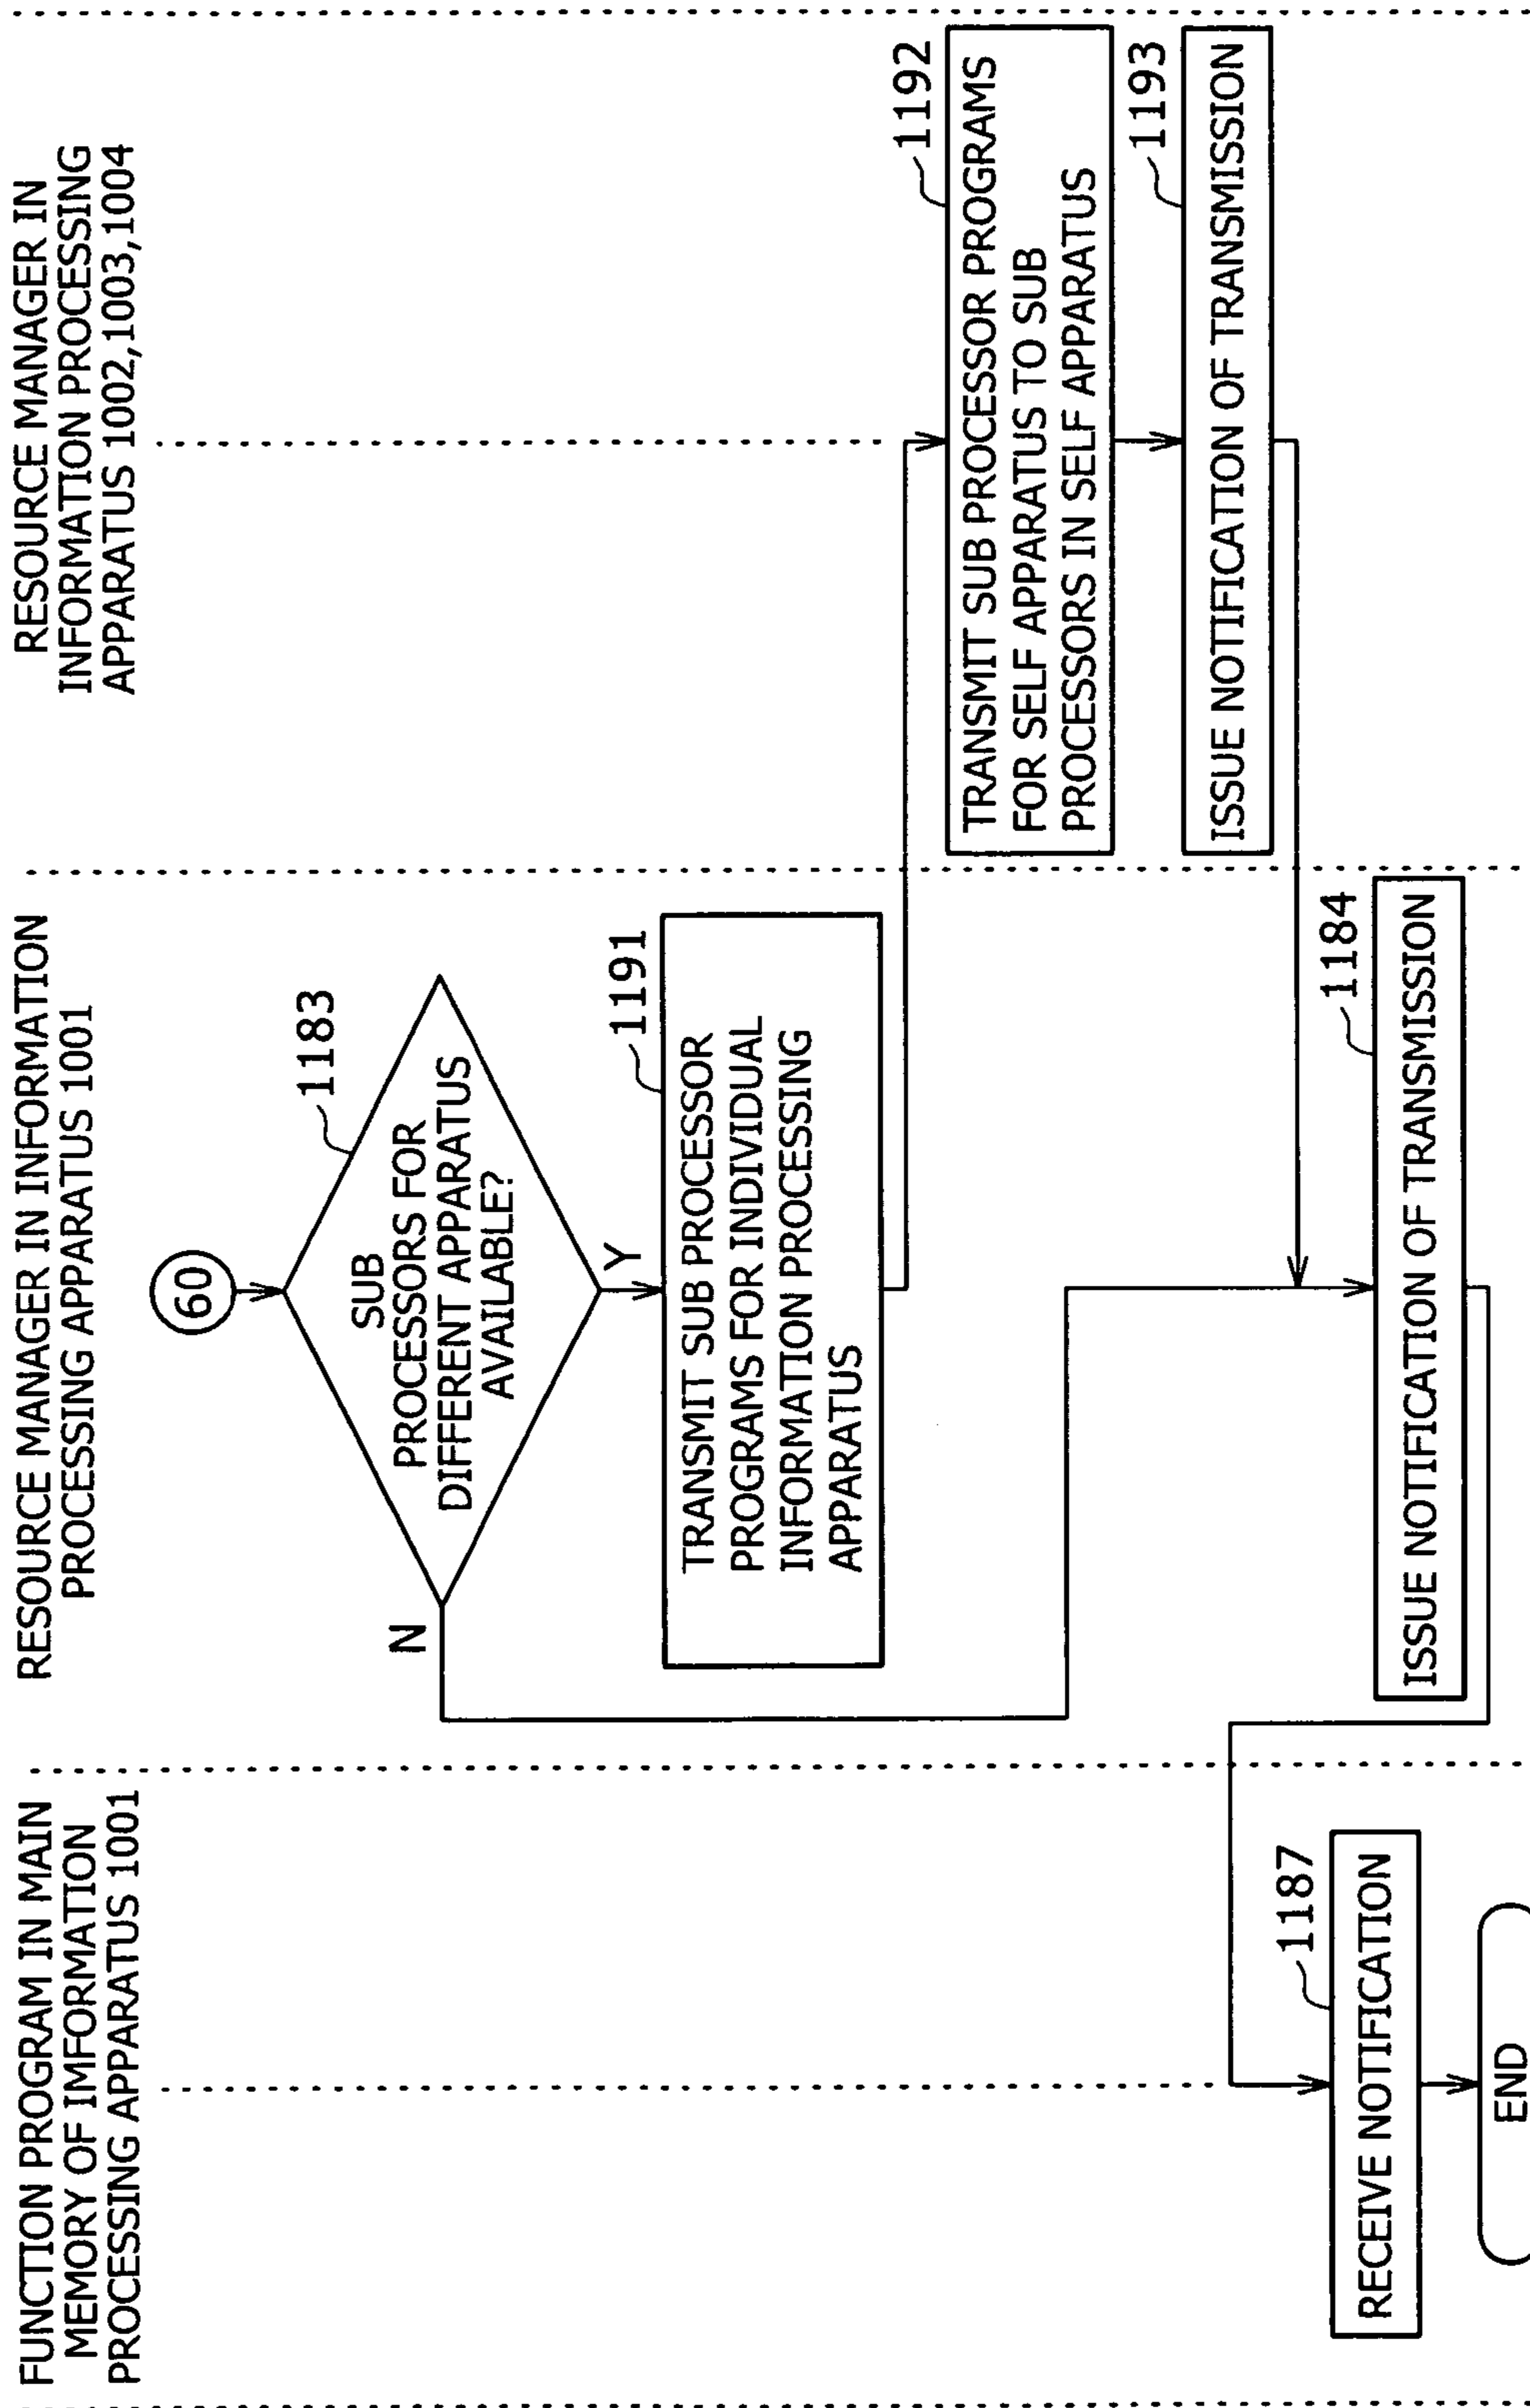 FUNCTION PROGRAM IN MAIN
MEMORY OF IMFORMATION
PROCESSING APPARATUS 1001
RESOURCE MANAGER IN INFORMATION
PROCESSING APPARATUS 1001
RESOURCE MANAGER IN
INFORMATION PROCESSING
APPARATUS 1002,1003,1004
60
1183
SUB
PROCESSORS FOR
DIFFERENT APPARATUS
AVAILABLE?
N
Y
1191
TRANSMIT SUB PROCESSOR
PROGRAMS FOR INDIVIDUAL
INFORMATION PROCESSING
APPARATUS
1192
TRANSMIT SUB PROCESSOR PROGRAMS
FOR SELF APPARATUS TO SUB
PROCESSORS IN SELF APPARATUS
1193
ISSUE NOTIFICATION OF TRANSMISSION
1184
ISSUE NOTIFICATION OF TRANSMISSION
1187
RECEIVE NOTIFICATION
END